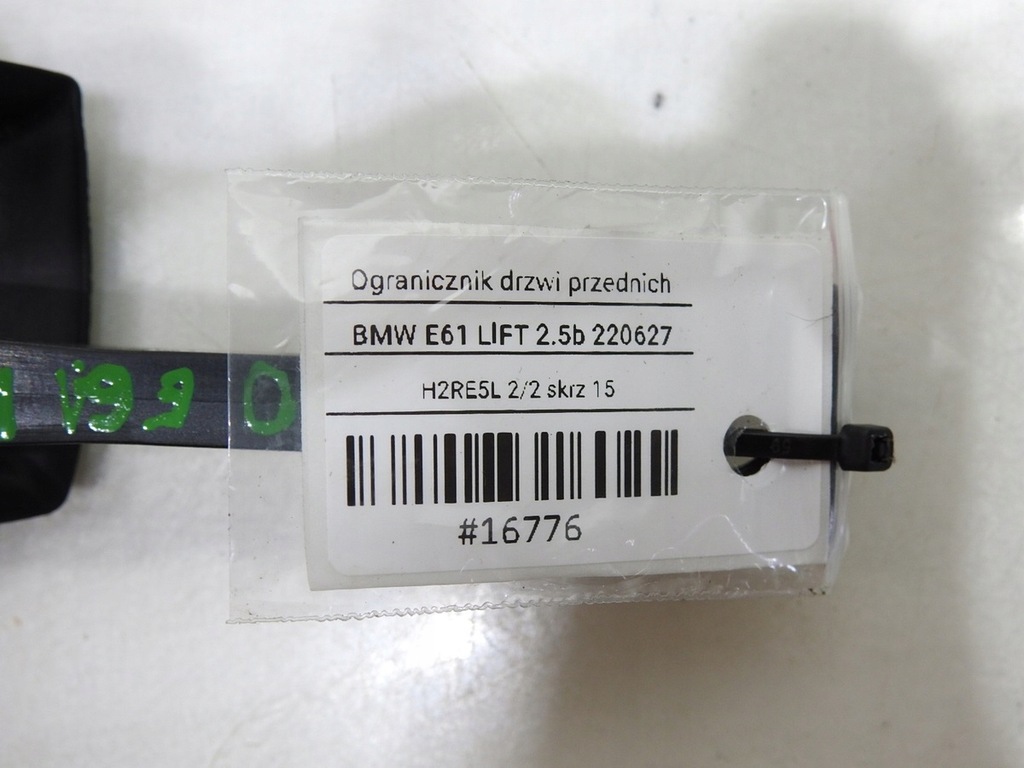 Ogranicznik drzwi przednich
BMW E61 LIFT 2.5b 220627
H2RE5L 2/2 skrz 15
#16776